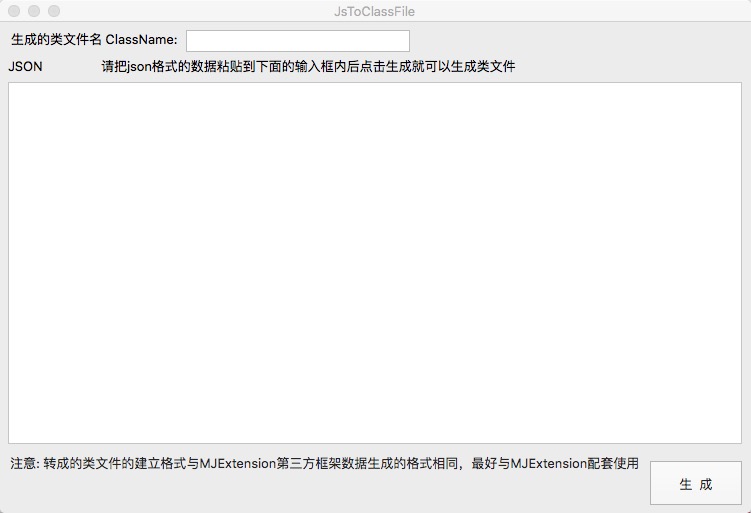 JsToClassFile
生成的类文件名 ClassName:
JSON 请把json格式的数据粘贴到下面的输入框内后点击生成就可以生成类文件
注意: 转成的类文件的建立格式与MJExtension第三方框架数据生成的格式相同，最好与MJExtension配套使用
生 成